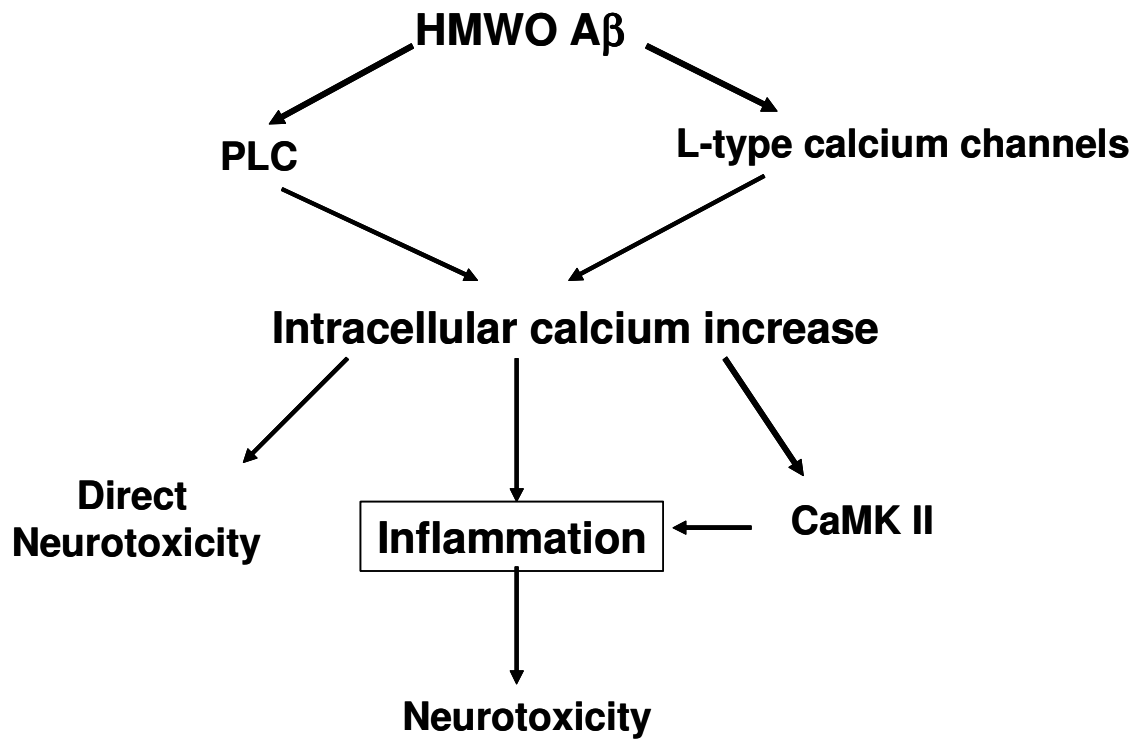 HMWO Aβ
PLC
L-type calcium channels
Intracellular calcium increase
Direct
Neurotoxicity
Inflammation
CaMK II
Neurotoxicity